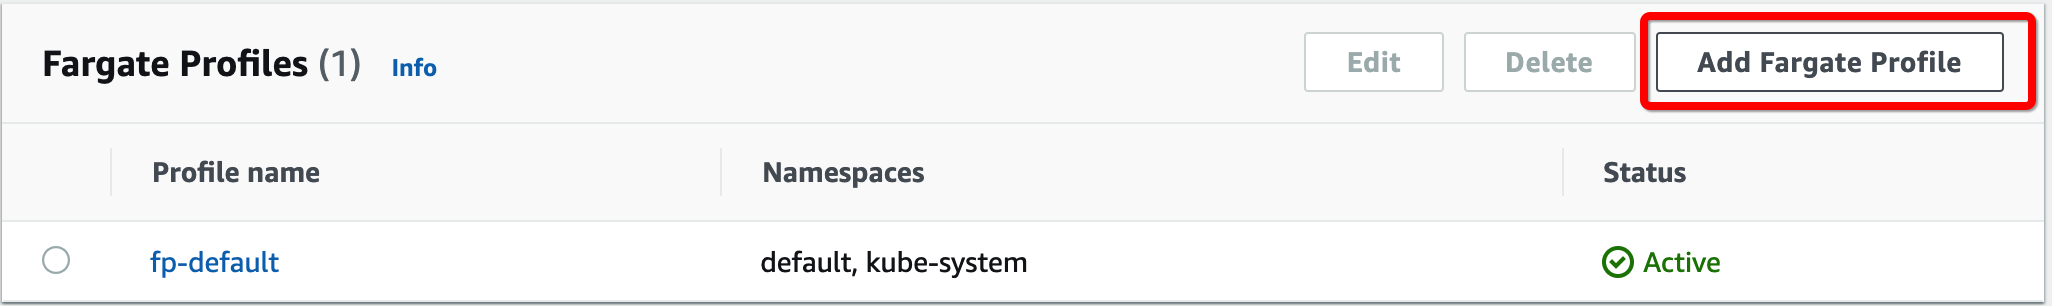 Fargate Profiles (1) Info Edit Delete Add Fargate Profile
Profile name Namespaces Status
fp-default default, kube-system Active